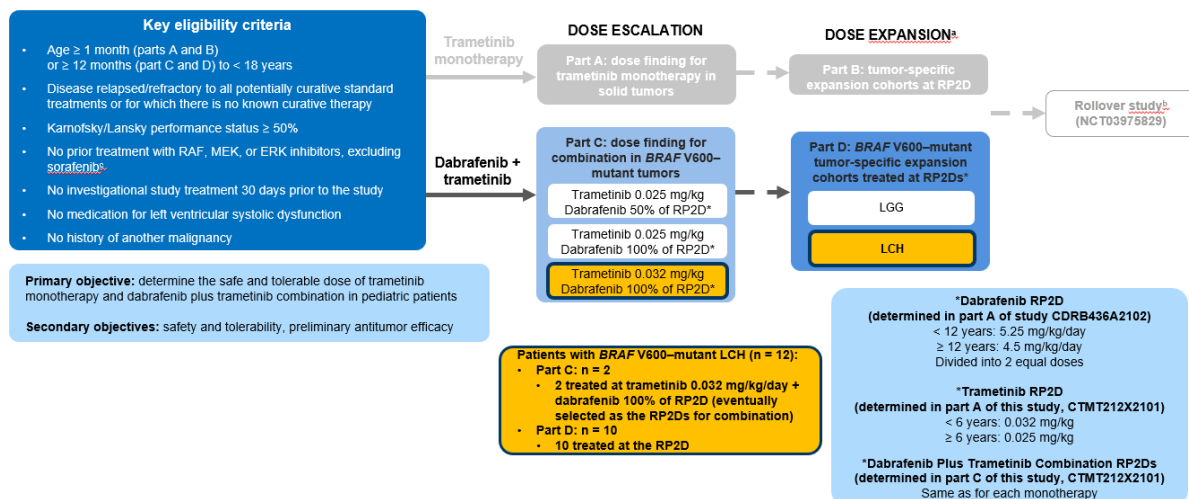 Key eligibility criteria
• Age ≥ 1 month (parts A and B)
or ≥ 12 months (part C and D) to < 18 years
• Disease relapsed/refractory to all potentially curative standard
treatments or for which there is no known curative therapy
• Karnofsky/Lansky performance status ≥ 50%
• No prior treatment with RAF, MEK, or ERK inhibitors, excluding
sorafenibᶜ
• No investigational study treatment 30 days prior to the study
• No medication for left ventricular systolic dysfunction
• No history of another malignancy
Primary objective: determine the safe and tolerable dose of trametinib
monotherapy and dabrafenib plus trametinib combination in pediatric patients
Secondary objectives: safety and tolerability, preliminary antitumor efficacy
Trametinib
monotherapy
Dabrafenib +
trametinib
DOSE ESCALATION
Part A: dose finding for
trametinib monotherapy in
solid tumors
Part C: dose finding for
combination in BRAF V600–
mutant tumors
Trametinib 0.025 mg/kg
Dabrafenib 50% of RP2D*
Trametinib 0.025 mg/kg
Dabrafenib 100% of RP2D*
Trametinib 0.032 mg/kg
Dabrafenib 100% of RP2D*
DOSE EXPANSIONᵃ
Part B: tumor-specific
expansion cohorts at RP2D
Part D: BRAF V600–mutant
tumor-specific expansion
cohorts treated at RP2Ds*
LGG
LCH
Rollover studyᵇ
(NCT03975829)
Patients with BRAF V600–mutant LCH (n = 12):
• Part C: n = 2
• 2 treated at trametinib 0.032 mg/kg/day +
dabrafenib 100% of RP2D (eventually
selected as the RP2Ds for combination)
• Part D: n = 10
• 10 treated at the RP2D
*Dabrafenib RP2D
(determined in part A of study CDRB436A2102)
< 12 years: 5.25 mg/kg/day
≥ 12 years: 4.5 mg/kg/day
Divided into 2 equal doses
*Trametinib RP2D
(determined in part A of this study, CTMT212X2101)
< 6 years: 0.032 mg/kg
≥ 6 years: 0.025 mg/kg
*Dabrafenib Plus Trametinib Combination RP2Ds
(determined in part C of this study, CTMT212X2101)
Same as for each monotherapy